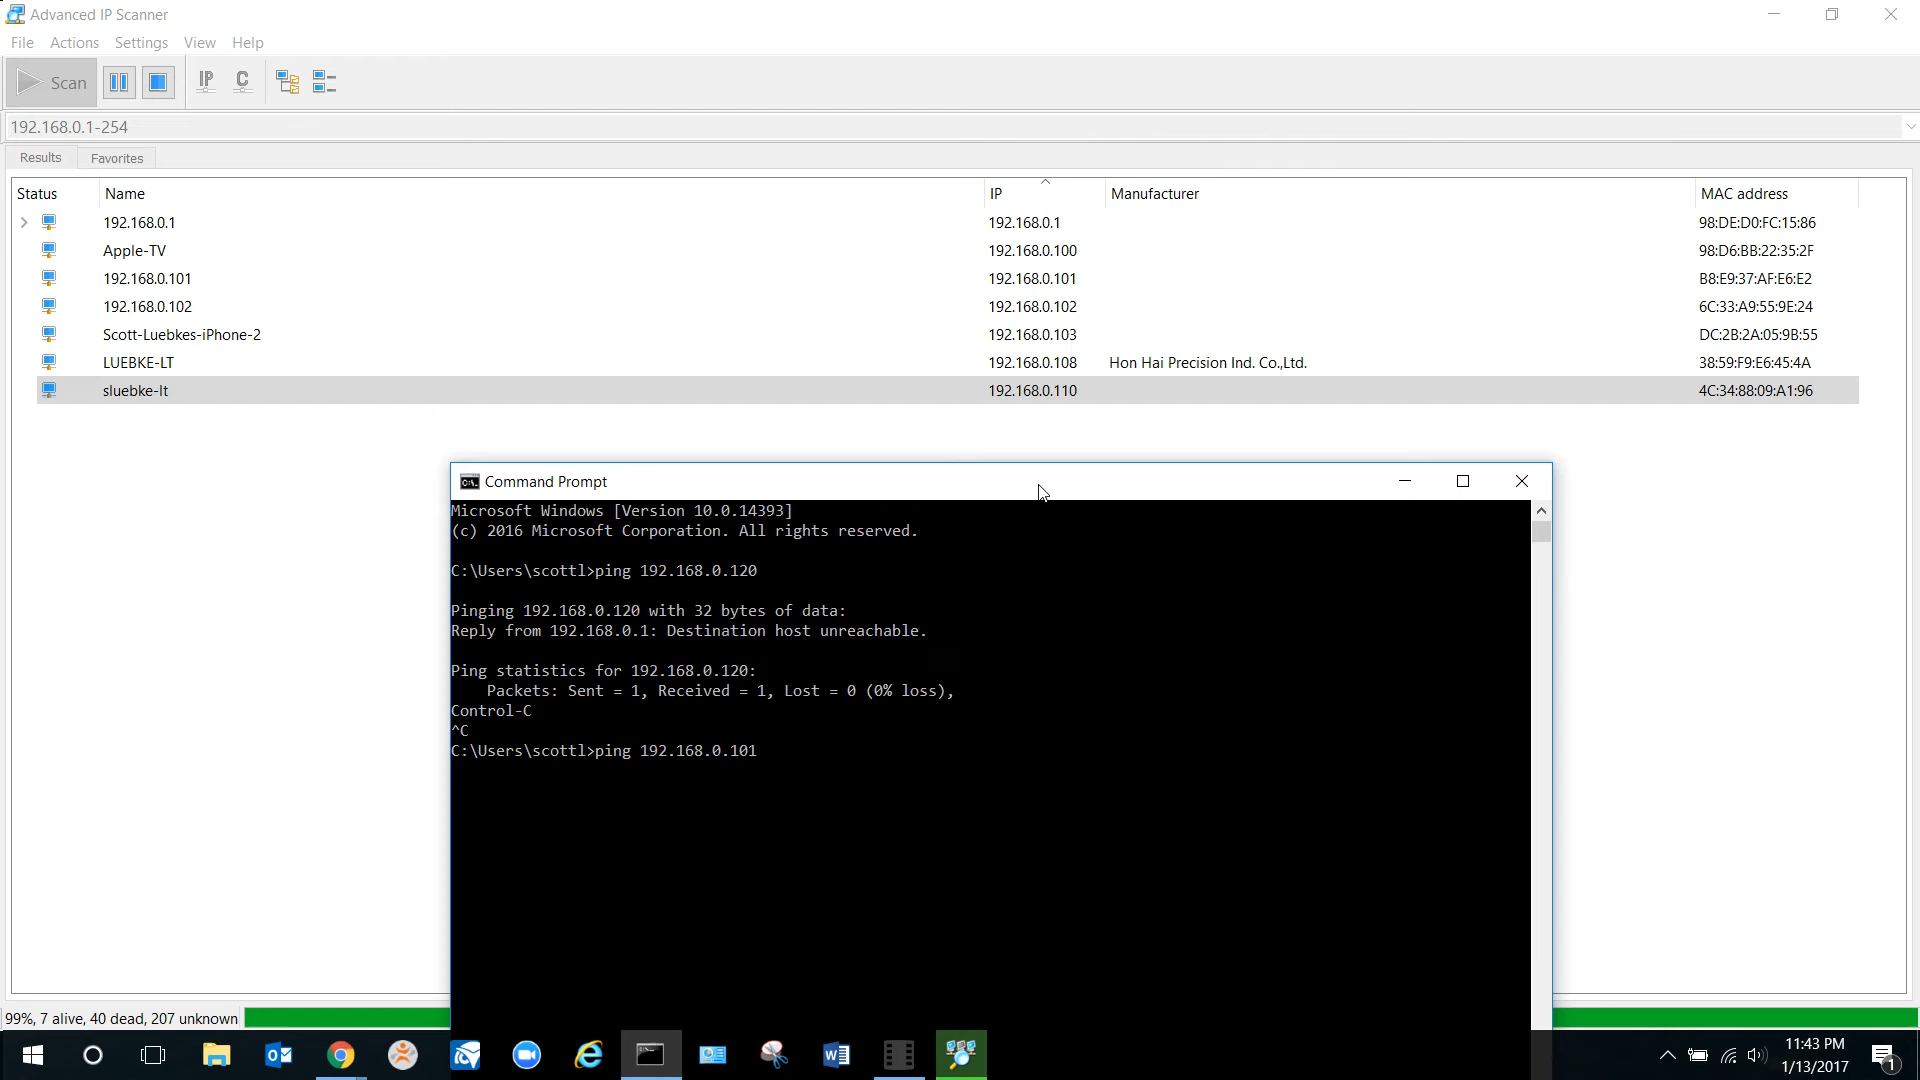 Advanced IP Scanner
File Actions Settings View Help
Scan IP C
192.168.0.1-254
Results Favorites
Status Name IP Manufacturer MAC address
192.168.0.1 192.168.0.1 98:DE:D0:FC:15:86
Apple-TV 192.168.0.100 98:D6:BB:22:35:2F
192.168.0.101 192.168.0.101 B8:E9:37:AF:E6:E2
192.168.0.102 192.168.0.102 6C:33:A9:55:9E:24
Scott-Luebkes-iPhone-2 192.168.0.103 DC:2B:2A:05:9B:55
LUEBKE-LT 192.168.0.108 Hon Hai Precision Ind. Co.,Ltd. 38:59:F9:E6:45:4A
sluebke-lt 192.168.0.110 4C:34:88:09:A1:96
Command Prompt
Microsoft Windows [Version 10.0.14393]
(c) 2016 Microsoft Corporation. All rights reserved.
C:\Users\scottl>ping 192.168.0.120
Pinging 192.168.0.120 with 32 bytes of data:
Reply from 192.168.0.1: Destination host unreachable.
Ping statistics for 192.168.0.120:
Packets: Sent = 1, Received = 1, Lost = 0 (0% loss),
Control-C
^C
C:\Users\scottl>ping 192.168.0.101
99%, 7 alive, 40 dead, 207 unknown
11:43 PM
1/13/2017
1